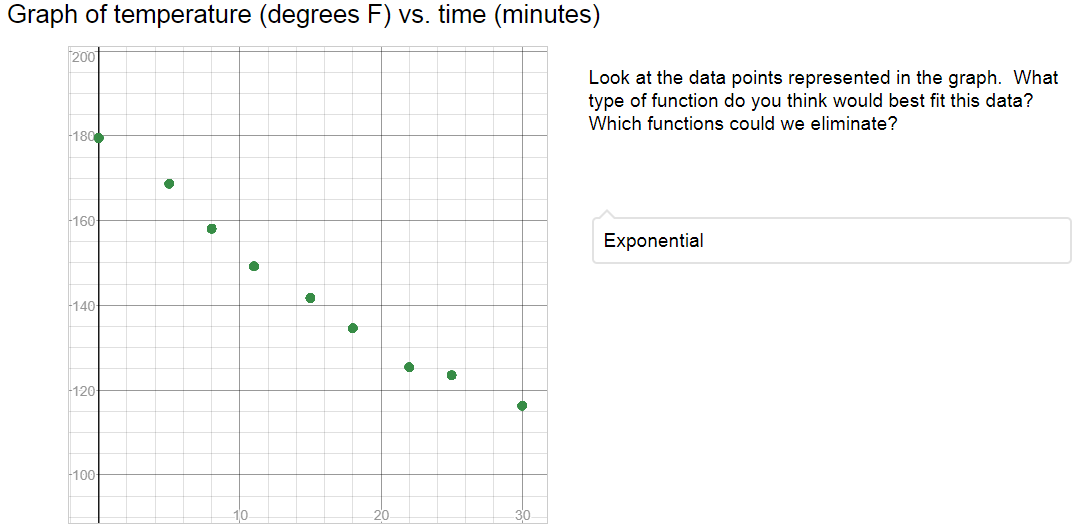 Graph of temperature (degrees F) vs. time (minutes)
200
180
160
140
120
100
10
20
30
Look at the data points represented in the graph. What
type of function do you think would best fit this data?
Which functions could we eliminate?
Exponential